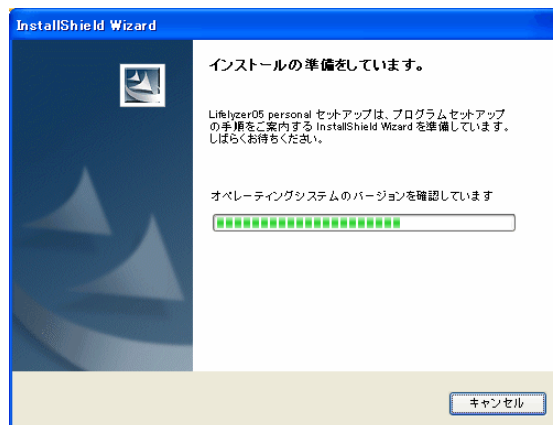 InstallShield Wizard
インストールの準備をしています。
Lifelyzer05 personal セットアップは、プログラムセットアップ
の手順をご案内する InstallShield Wizard を準備しています。
しばらくお待ちください。
オペレーティングシステムのバージョンを確認しています
キャンセル